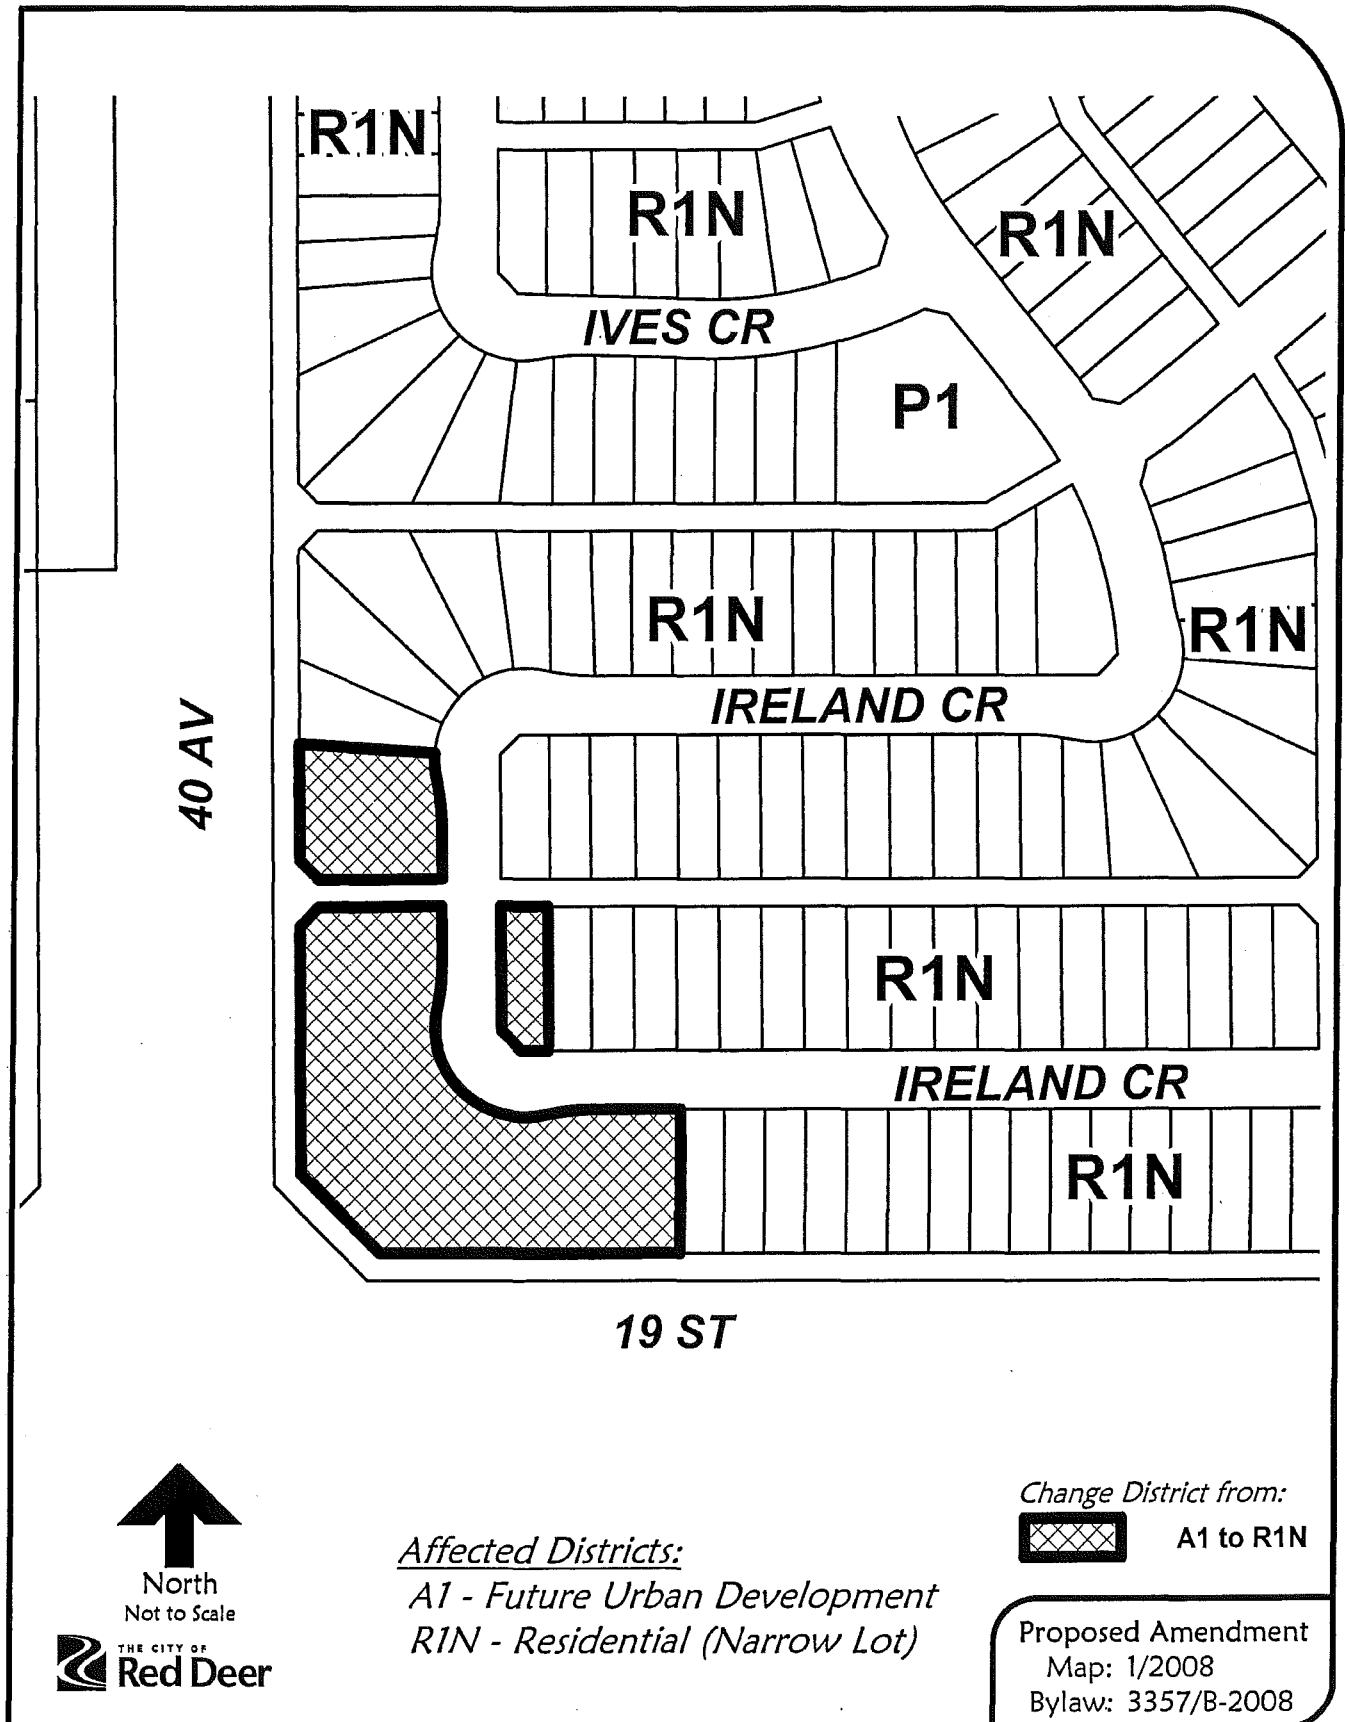 R1N
R1N
R1N
IVES CR
P1
R1N
R1N
IRELAND CR
40 AV
R1N
IRELAND CR
R1N
19 ST
North
Not to Scale
THE CITY OF
Red Deer
Affected Districts:
A1 - Future Urban Development
R1N - Residential (Narrow Lot)
Change District from:
A1 to R1N
Proposed Amendment
Map: 1/2008
Bylaw: 3357/B-2008